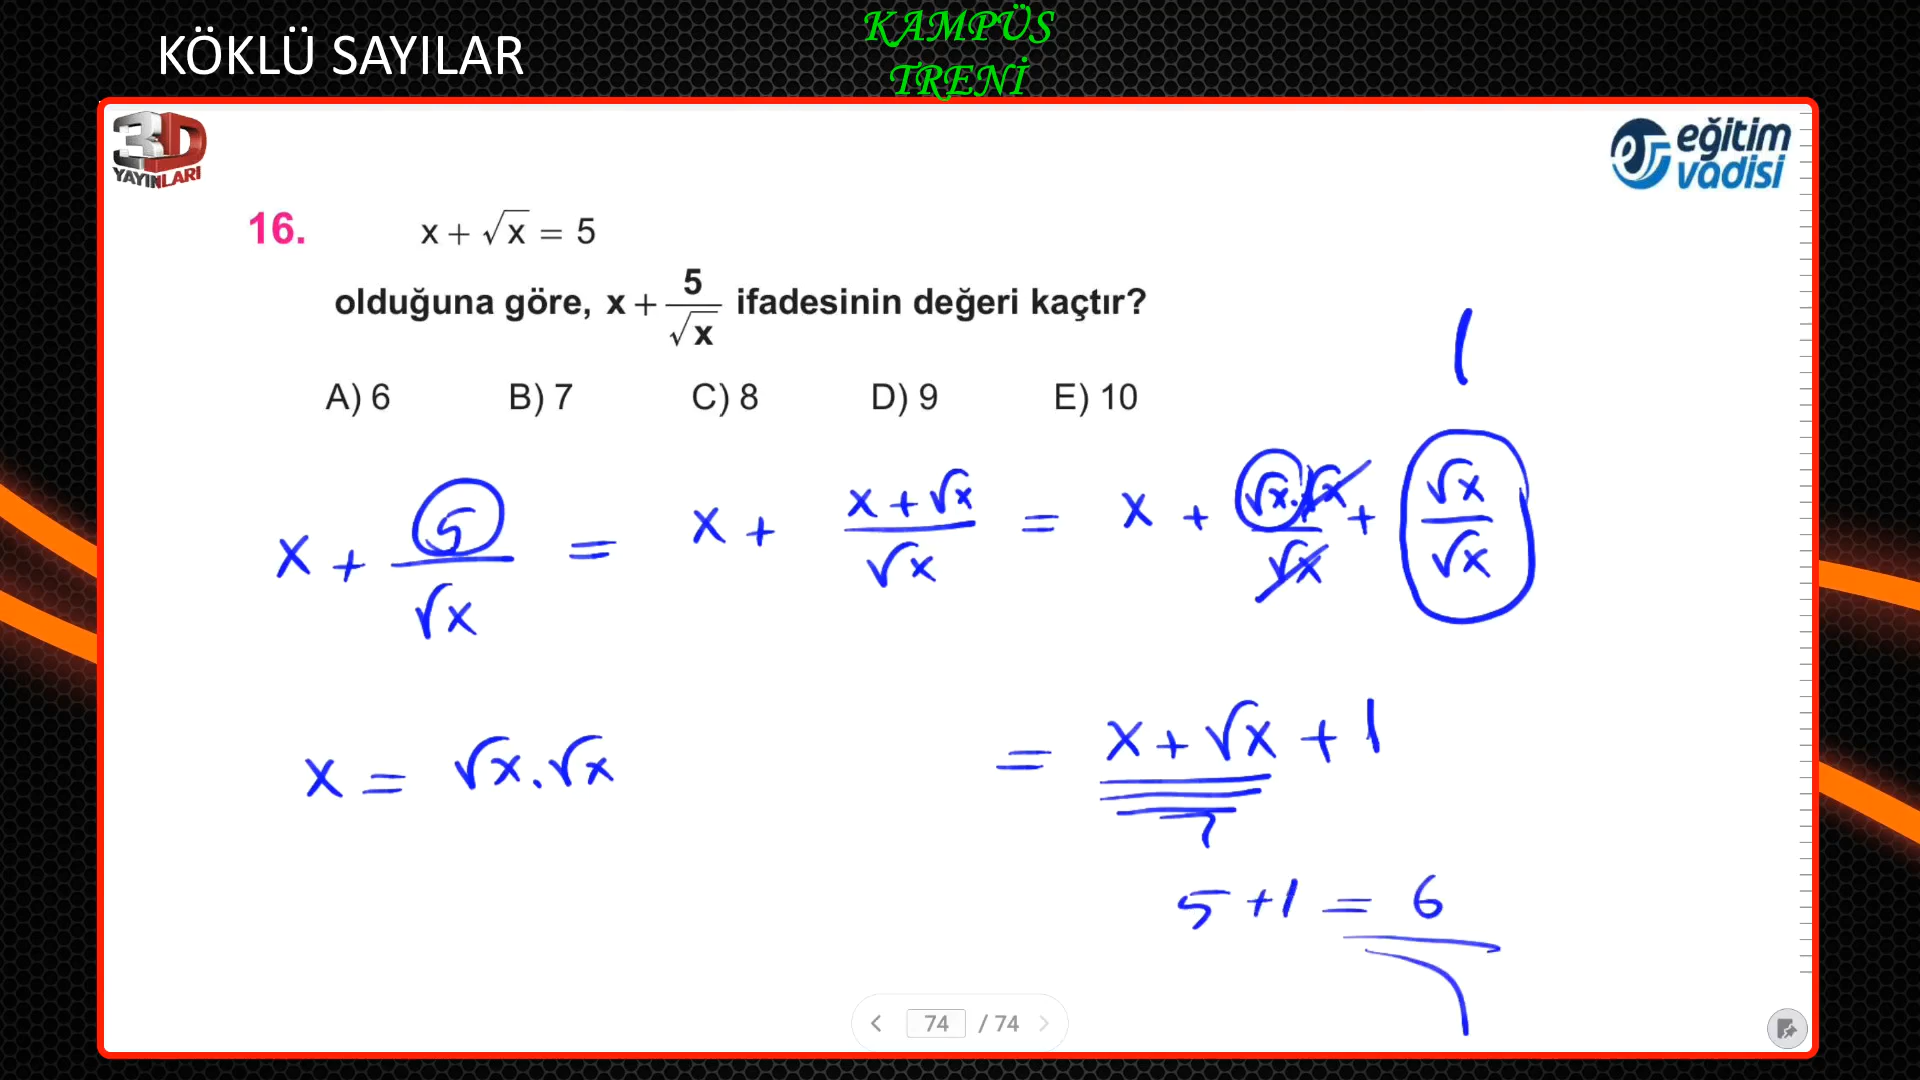 KÖKLÜ SAYILAR
KAMPÜS
TRENİ
3D
YAYINLARI
eğitim
vadisi
16. x + √x = 5
olduğuna göre, x + 5/√x ifadesinin değeri kaçtır?
A) 6 B) 7 C) 8 D) 9 E) 10
1
x + 5/√x = x + (x + √x)/√x = x + (√x.√x)/√x + √x/√x
x = √x.√x
= x + √x + 1
5 + 1 = 6
74 / 74